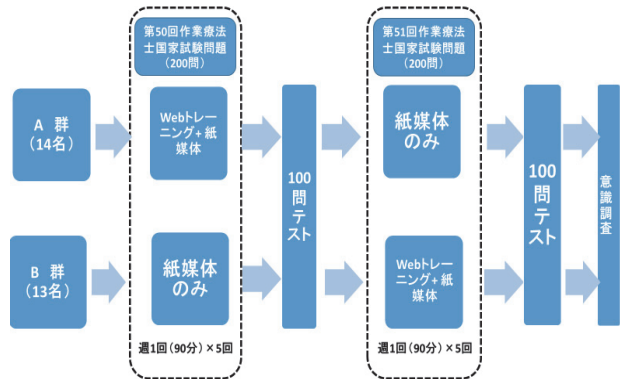 第50回作業療法
士国家試験問題
（200問）
A 群
（14名）
Webトレー
ニング+ 紙
媒体
B 群
（13名）
紙媒体
のみ
週1回（90分）×5回
100
問
テ
ス
ト
第51回作業療法
士国家試験問題
（200問）
紙媒体
のみ
Webトレー
ニング+ 紙
媒体
週1回（90分）×5回
100
問
テ
ス
ト
意
識
調
査